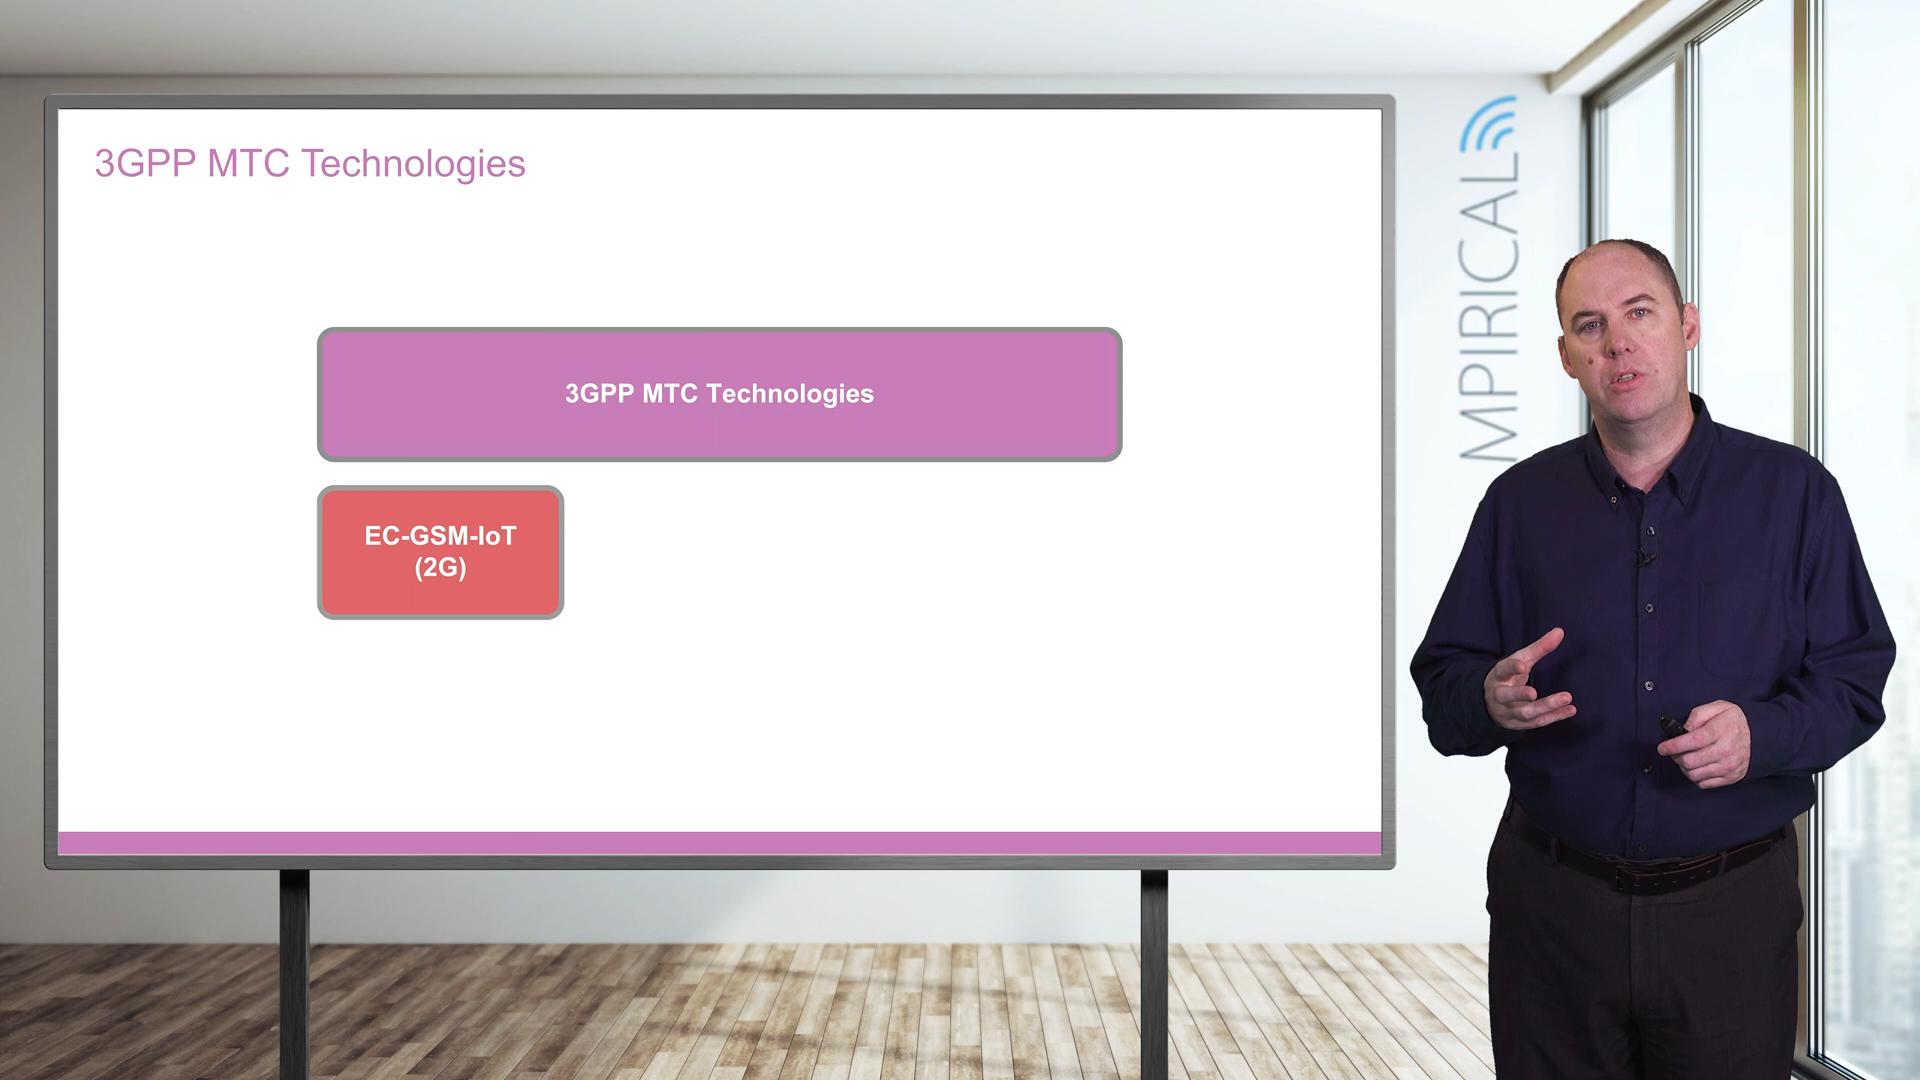 3GPP MTC Technologies
3GPP MTC Technologies
EC-GSM-IoT
(2G)
MPIRICAL